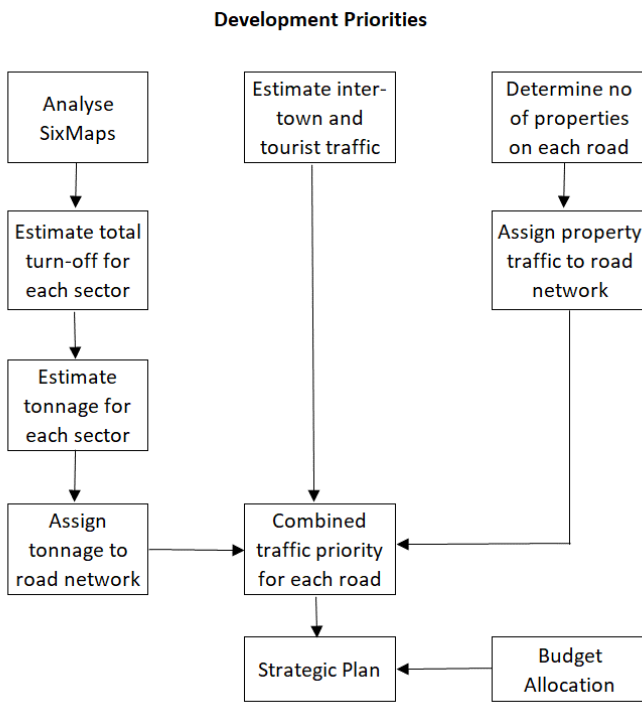 Development Priorities
Analyse
SixMaps
Estimate inter-
town and
tourist traffic
Determine no
of properties
on each road
Estimate total
turn-off for
each sector
Assign property
traffic to road
network
Estimate
tonnage for
each sector
Assign
tonnage to
road network
Combined
traffic priority
for each road
Strategic Plan
Budget
Allocation